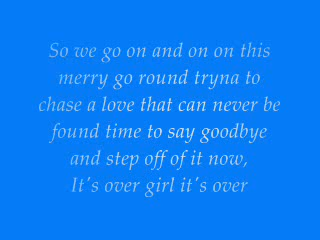 So we go on and on on this
merry go round tryna to
chase a love that can never be
found time to say goodbye
and step off of it now,
It's over girl it's over